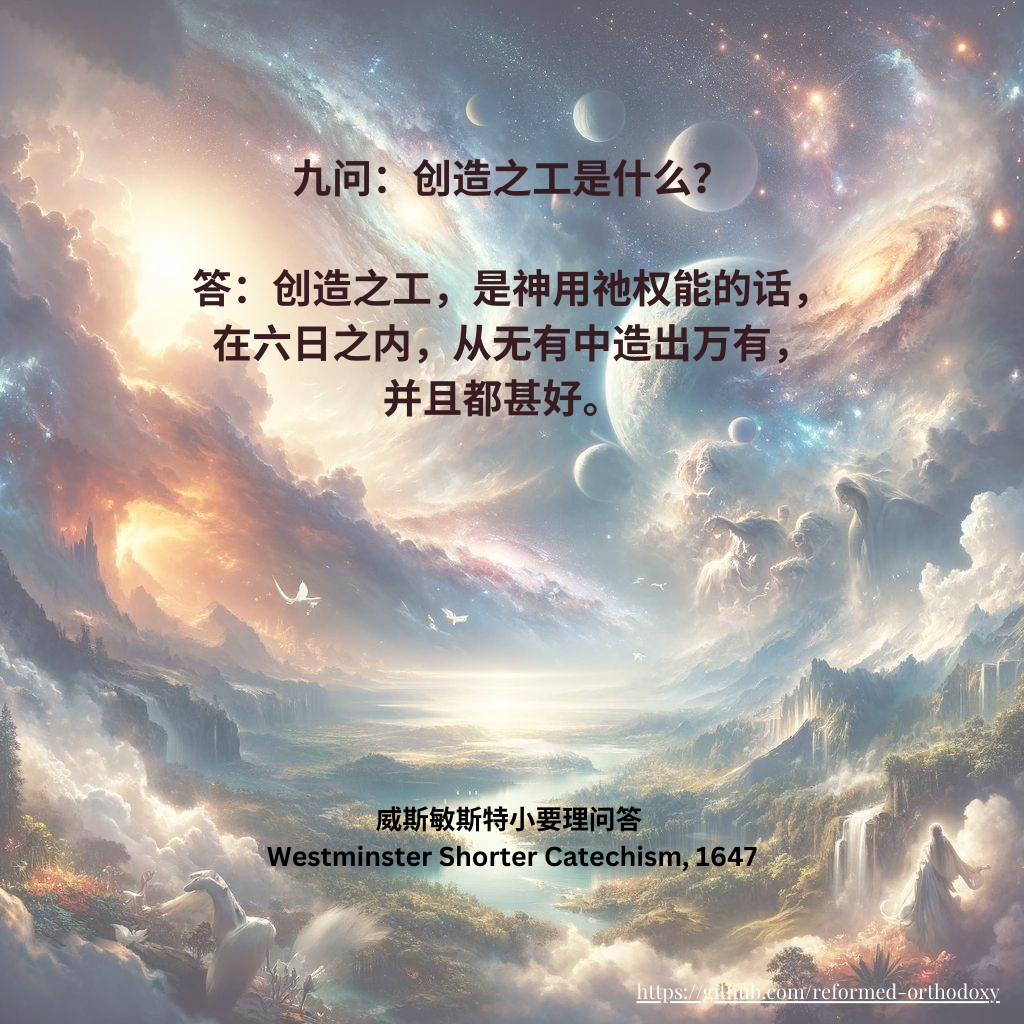 九问：创造之工是什么？
答：创造之工，是神用祂权能的话，
在六日之内，从无有中造出万有，
并且都甚好。
威斯敏斯特小要理问答
Westminster Shorter Catechism, 1647
https://github.com/reformed-orthodoxy